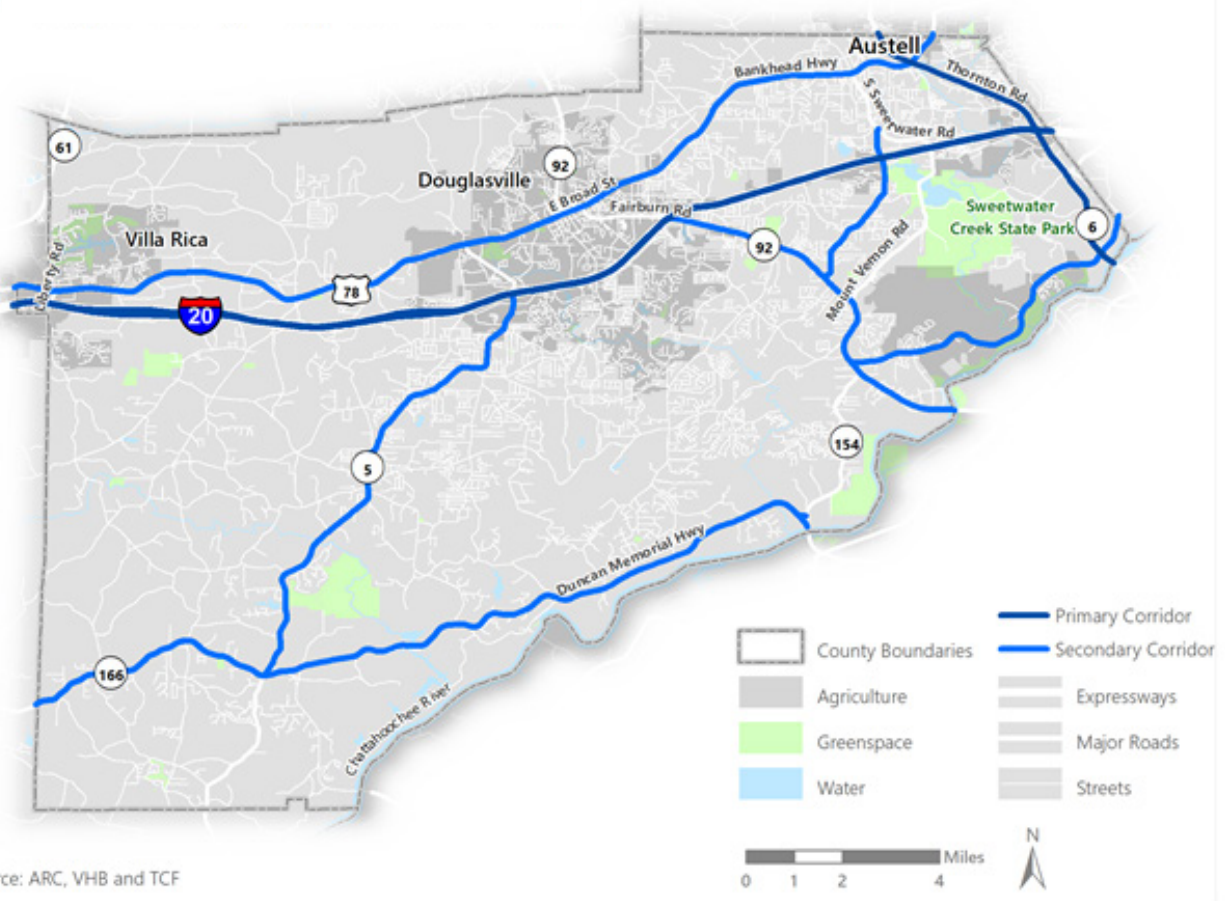 Austell
Bankhead Hwy
Thornton Rd
S Sweetwater Rd
61
92
Douglasville
E Broad St
Fairburn Rd
Sweetwater
Creek State Park
6
Villa Rica
92
Liberty Rd
Mount Vernon Rd
78
20
154
5
Duncan Memorial Hwy
166
Chattahoochee River
County Boundaries
Agriculture
Greenspace
Water
Primary Corridor
Secondary Corridor
Expressways
Major Roads
Streets
Miles
0 1 2 4
N
rce: ARC, VHB and TCF